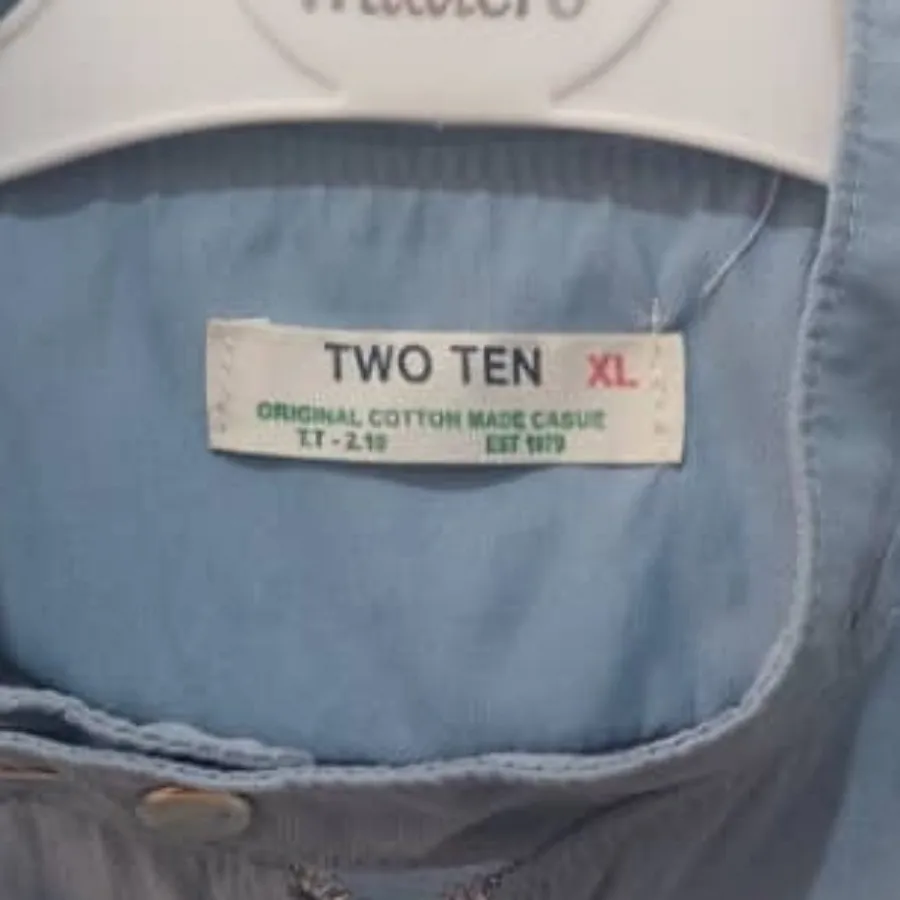 TWO TEN XL
ORIGINAL COTTON MADE CASUE
T.T - 2.10 EST 1979